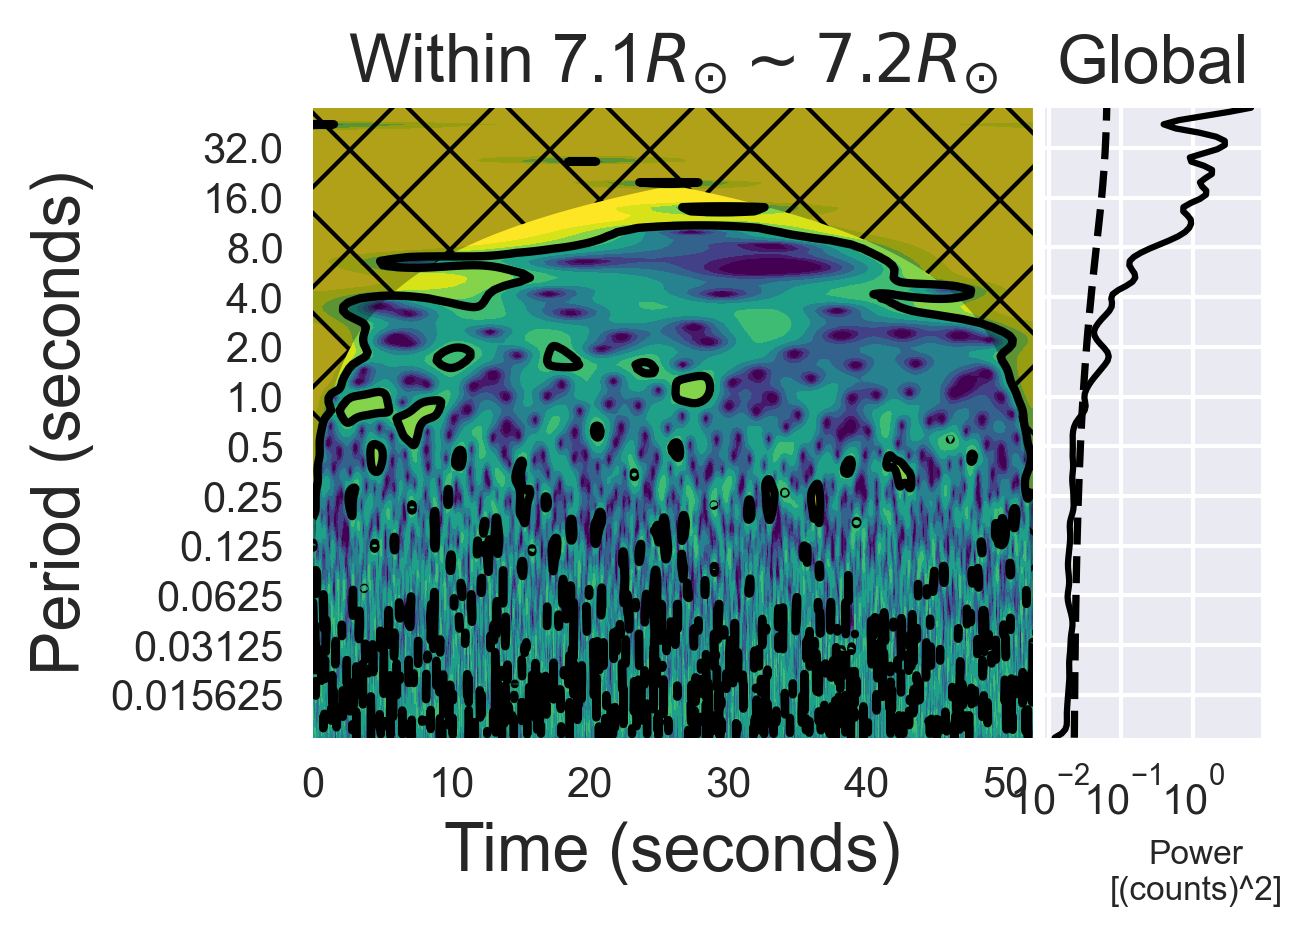 Within 7.1R☉ ∼ 7.2R☉
Global
Period (seconds)
32.0
16.0
8.0
4.0
2.0
1.0
0.5
0.25
0.125
0.0625
0.03125
0.015625
0 10 20 30 40 50
10⁻² 10⁻¹ 10⁰
Time (seconds)
Power
[(counts)^2]